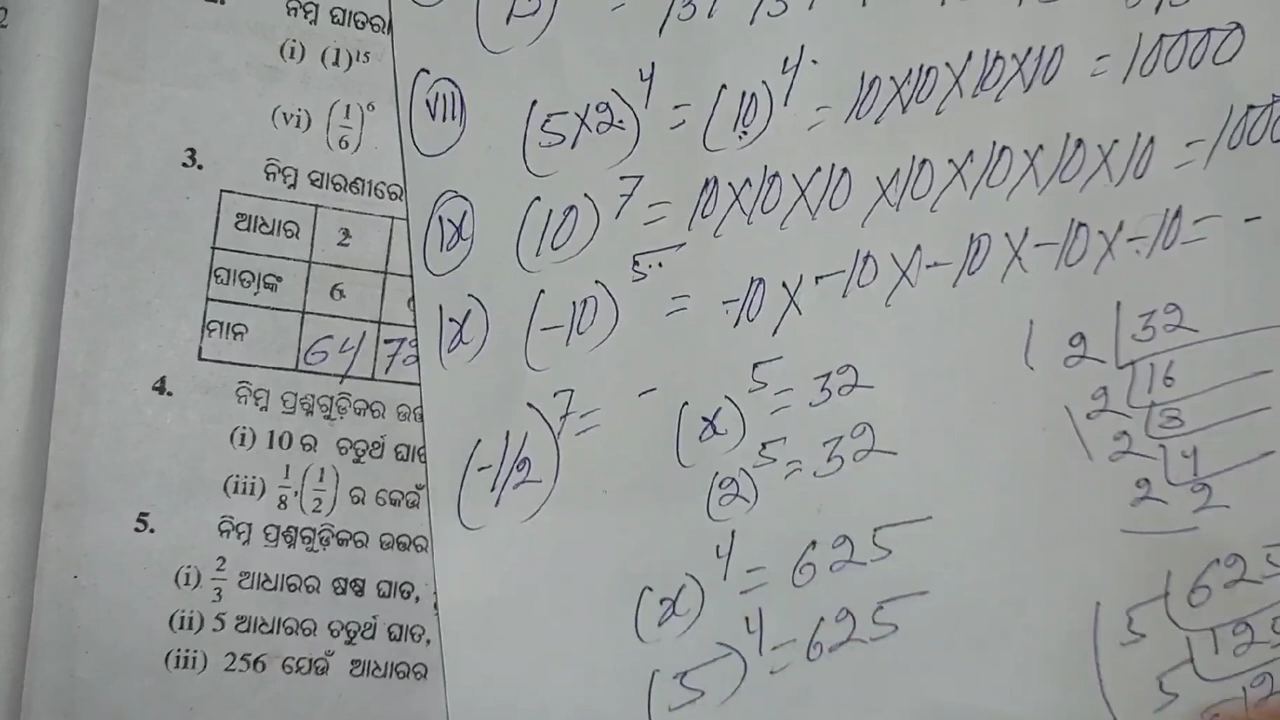 ନିମ୍ନ ଘାତରା
(i) (1)¹⁵
(vi) (1/6)⁶
3. ନିମ୍ନ ସାରଣୀରେ
ଆଧାର 2
ଘାତାଙ୍କ 6
ମାନ 64
4. ନିମ୍ନ ପ୍ରଶ୍ନଗୁଡ଼ିକର
(i) 10 ର ଚତୁର୍ଥ
(iii) 1/8, (1/2) ର କେଉଁ
5. ନିମ୍ନ ପ୍ରଶ୍ନଗୁଡ଼ିକର ଉତ୍ତର
(i) 2/3 ଆଧାରର ଷଷ୍ଠ ଘାତ,
(ii) 5 ଆଧାରର ଚତୁର୍ଥ ଘାତ,
(iii) 256 ଯେଉଁ ଆଧାରର
(VII) (5×2)⁴ = (10)⁴ = 10×10×10×10 = 10000
(IX) (10)⁷ = 10×10×10×10×10×10×10 =
(X) (-10)⁵ = -10×-10×-10×-10×-10 = -
(-1/2)⁷ = -
(x)⁵ = 32
(2)⁵ = 32
(x)⁴ = 625
(5)⁴ = 625
2 32
2 16
2 8
2 4
2
5 625
5 125